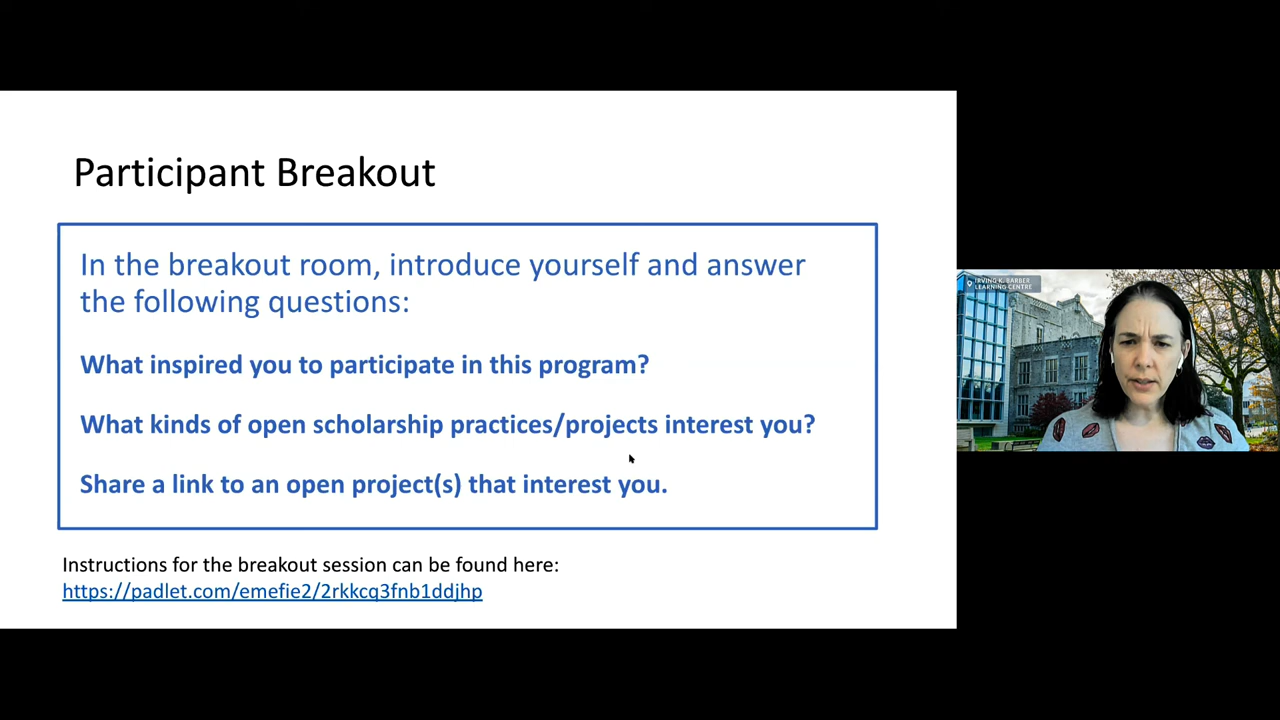 Participant Breakout
In the breakout room, introduce yourself and answer
the following questions:
What inspired you to participate in this program?
What kinds of open scholarship practices/projects interest you?
Share a link to an open project(s) that interest you.
Instructions for the breakout session can be found here:
https://padlet.com/emefie2/2rkkcq3fnb1ddjhp
IRVING K. BARBER
LEARNING CENTRE